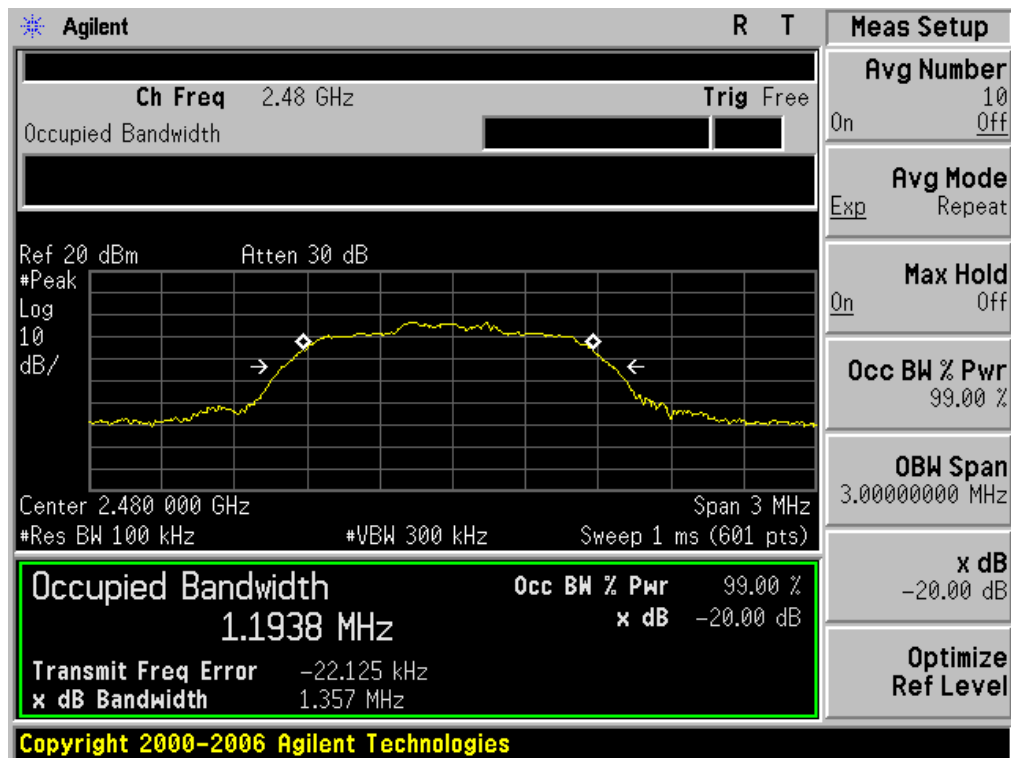 Agilent R T
Ch Freq 2.48 GHz Trig Free
Occupied Bandwidth
Ref 20 dBm Atten 30 dB
#Peak
Log
10
dB/
Center 2.480 000 GHz Span 3 MHz
#Res BW 100 kHz #VBW 300 kHz Sweep 1 ms (601 pts)
Occupied Bandwidth Occ BW % Pwr 99.00 %
1.1938 MHz x dB -20.00 dB
Transmit Freq Error -22.125 kHz
x dB Bandwidth 1.357 MHz
Copyright 2000-2006 Agilent Technologies
Meas Setup
Avg Number
10
On Off
Avg Mode
Exp Repeat
Max Hold
On Off
Occ BW % Pwr
99.00 %
OBW Span
3.00000000 MHz
x dB
-20.00 dB
Optimize
Ref Level